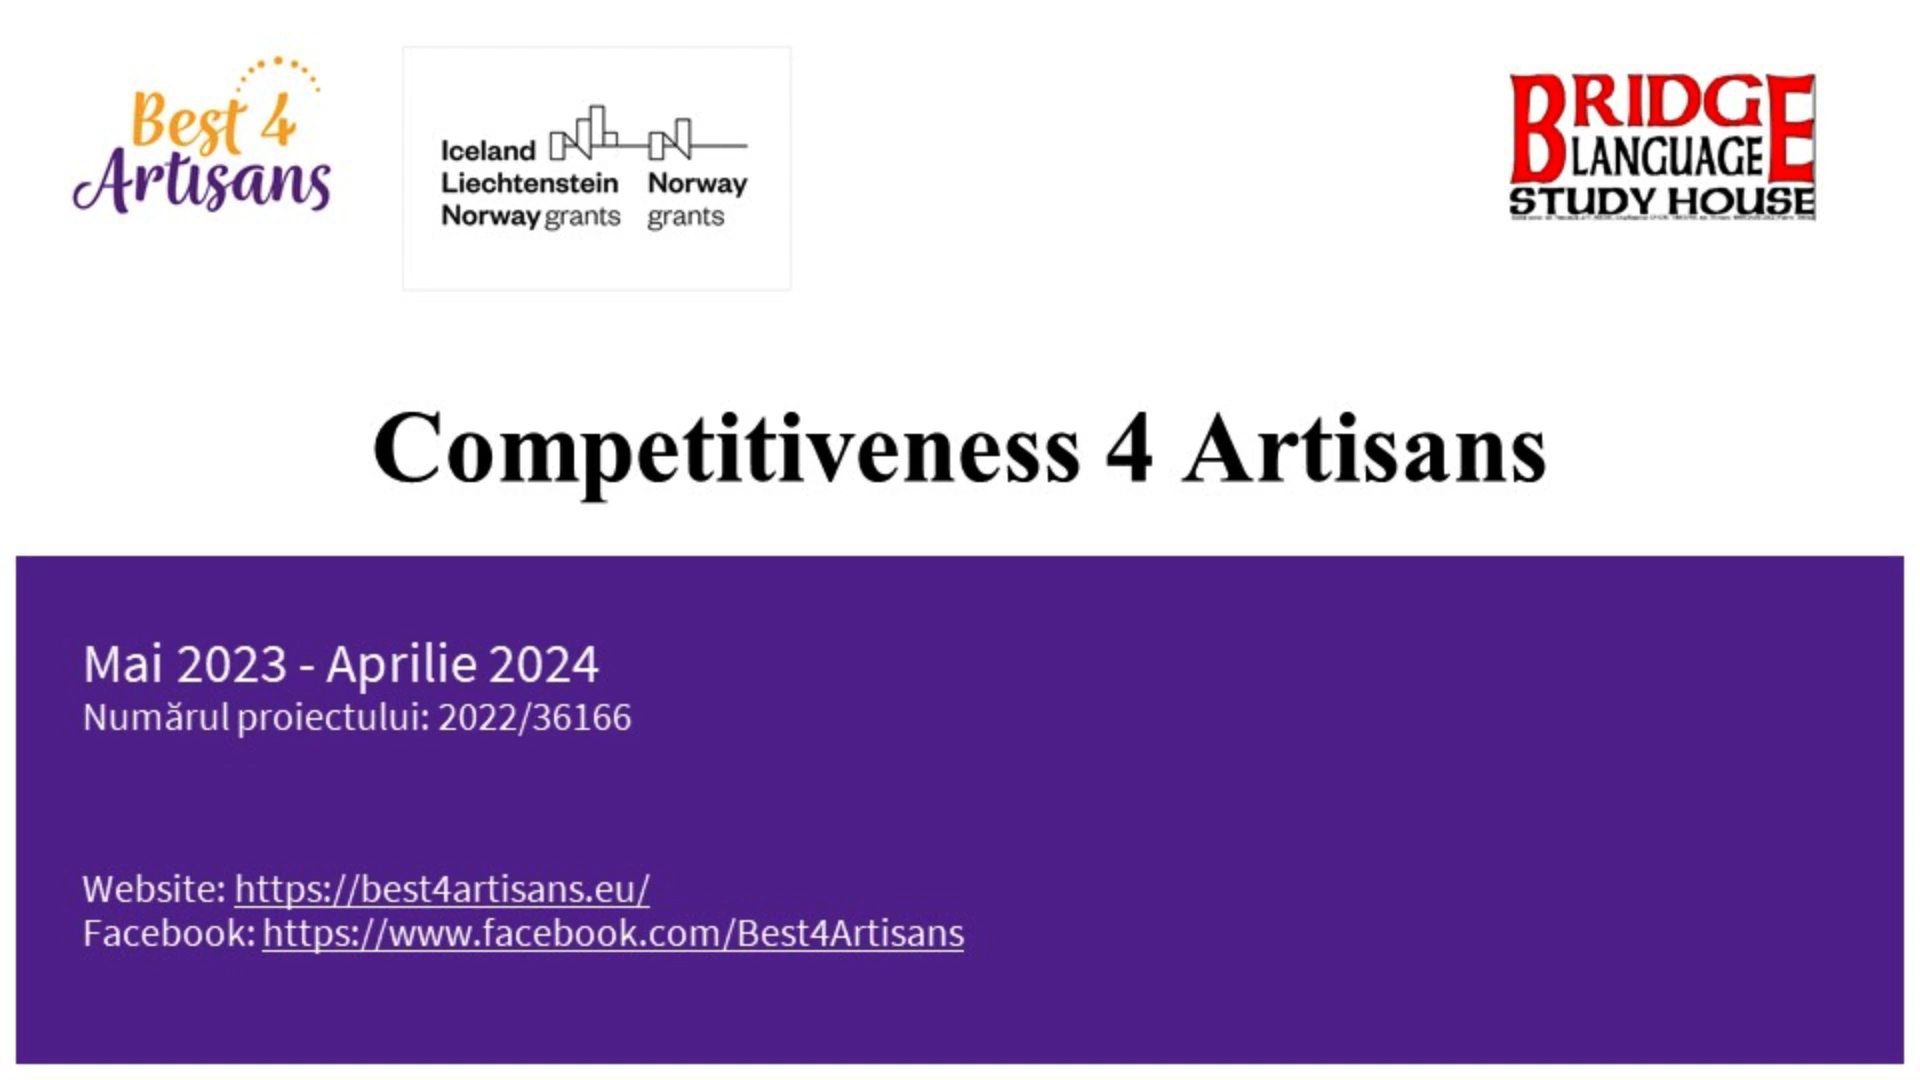 Best 4
Artisans
Iceland
Liechtenstein
Norway grants
Norway
grants
BRIDGE
LANGUAGE
STUDY HOUSE
Competitiveness 4 Artisans
Mai 2023 - Aprilie 2024
Numărul proiectului: 2022/36166
Website: https://best4artisans.eu/
Facebook: https://www.facebook.com/Best4Artisans